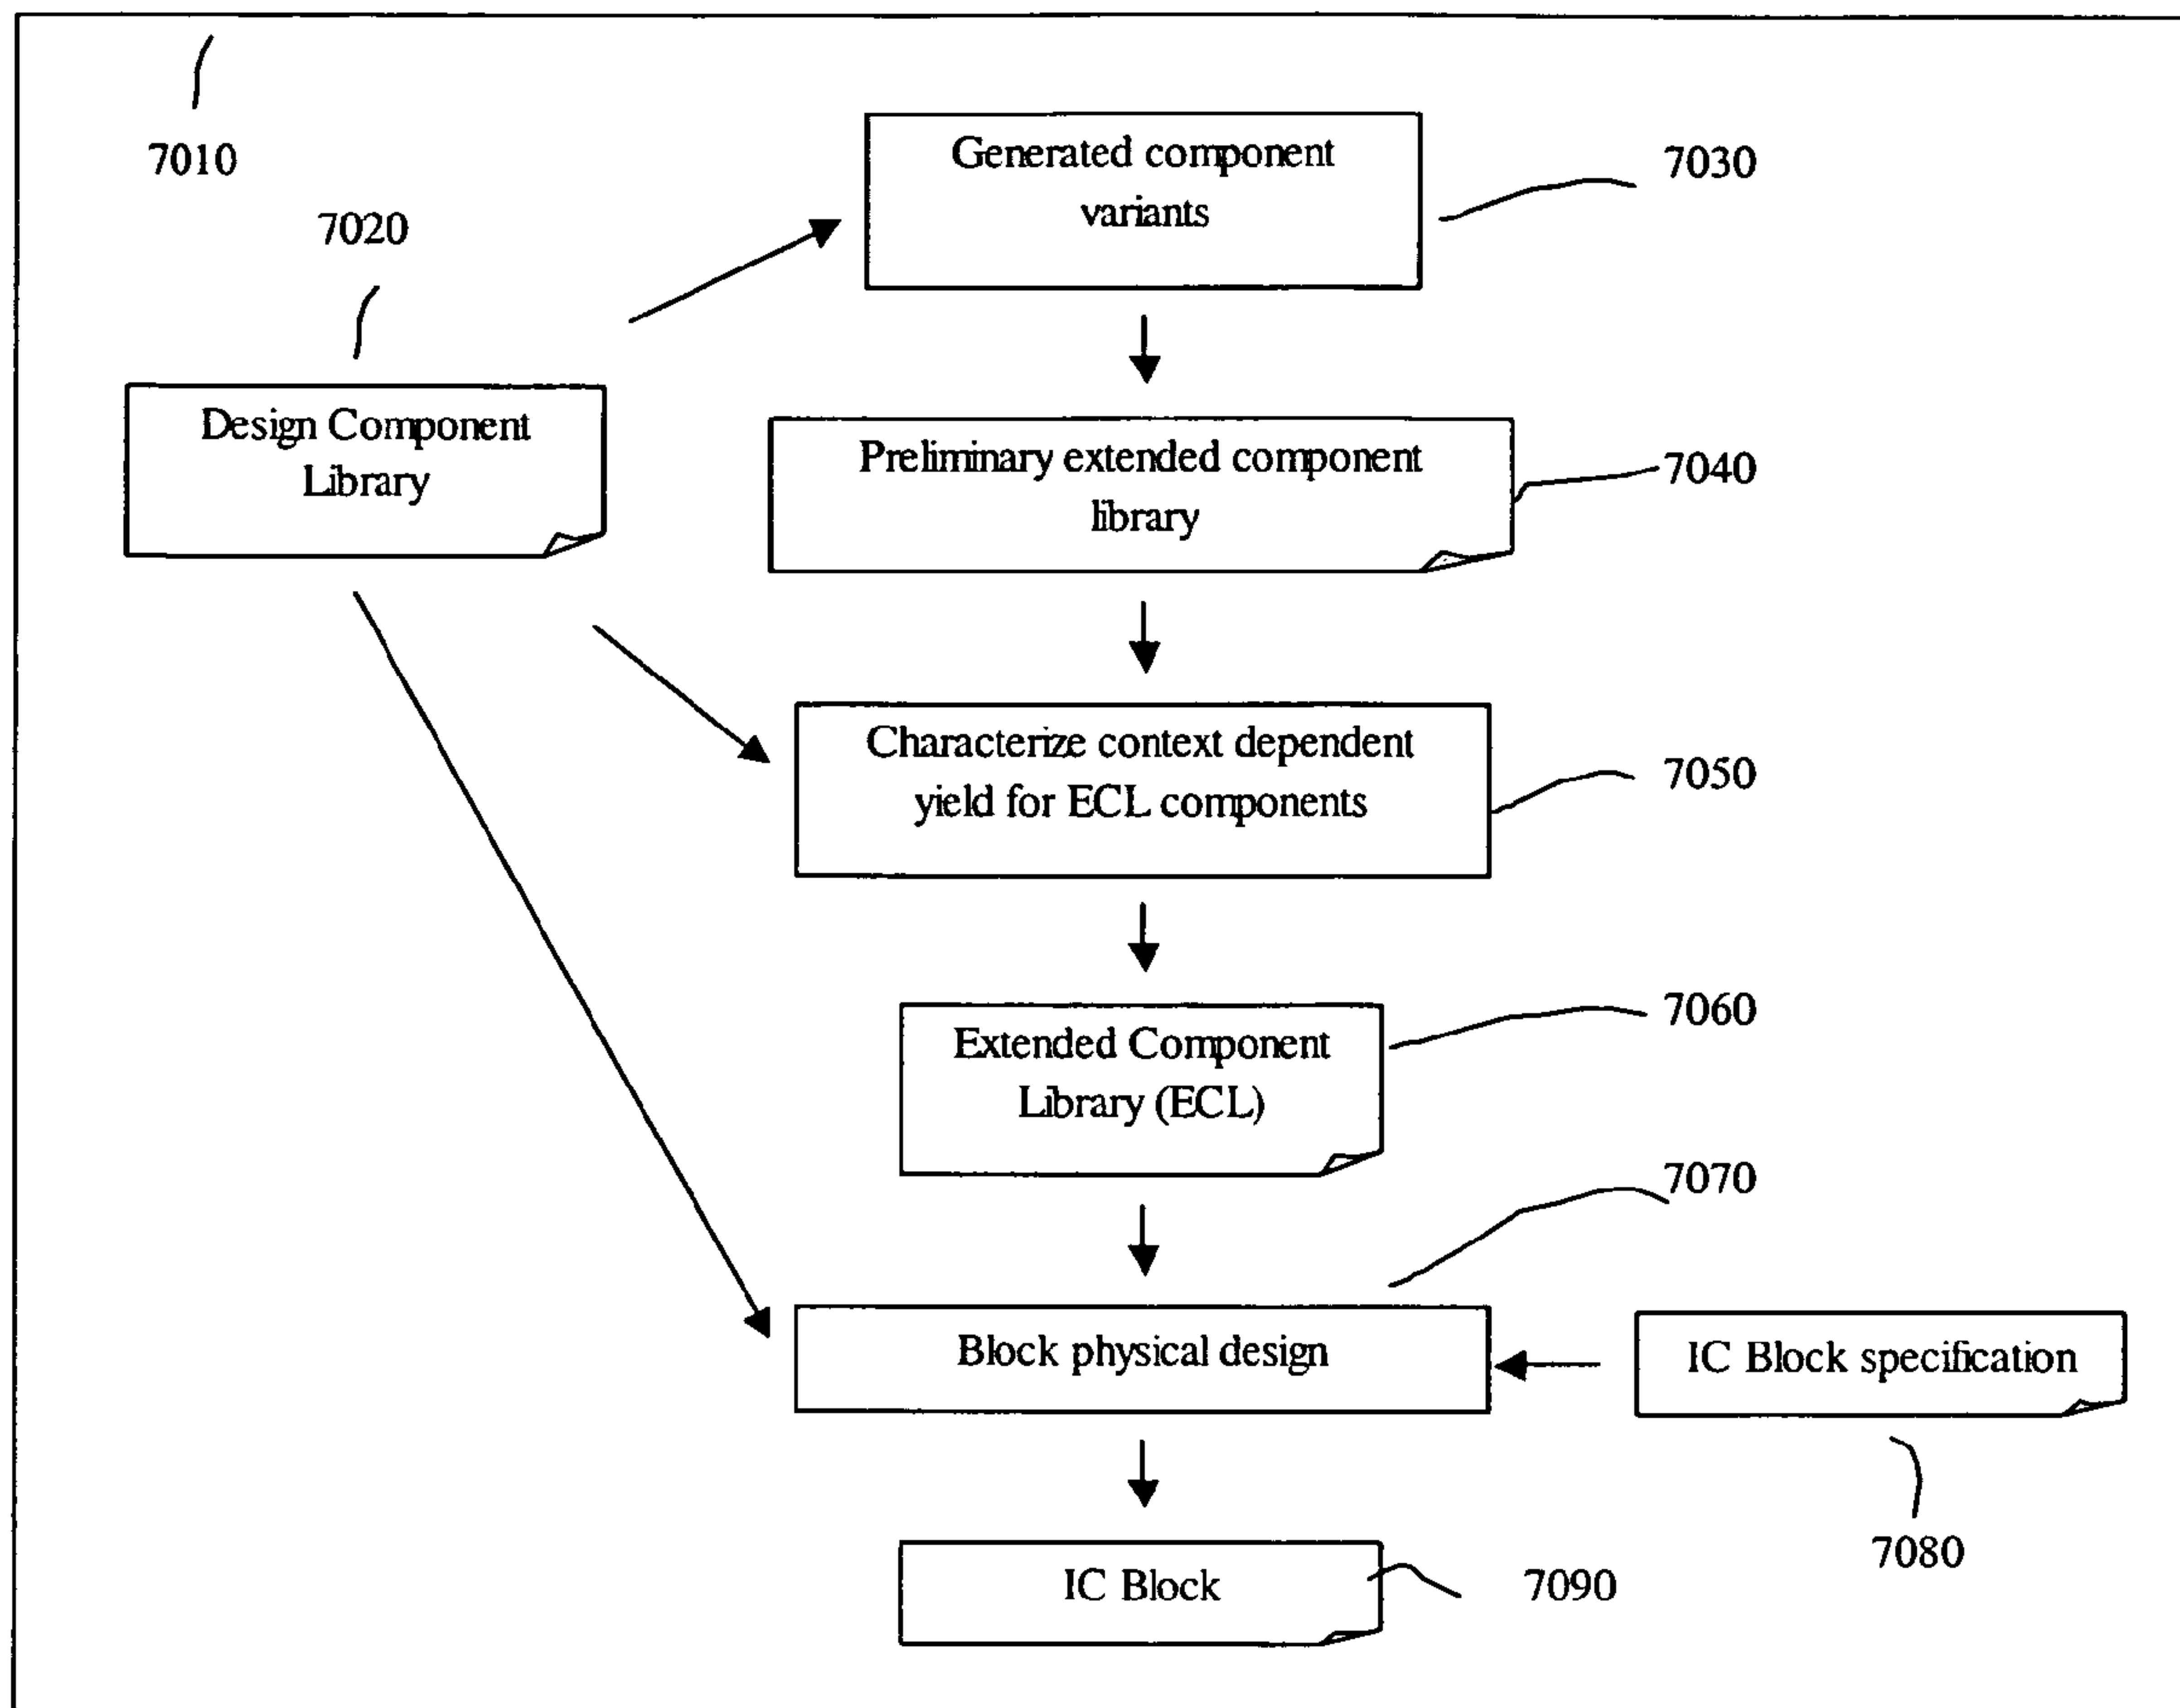 7010
7020
Generated component
variants
7030
Design Component
Library
Preliminary extended component
library
7040
Characterize context dependent
yield for ECL components
7050
Extended Component
Library (ECL)
7060
7070
Block physical design
IC Block specification
7080
IC Block
7090